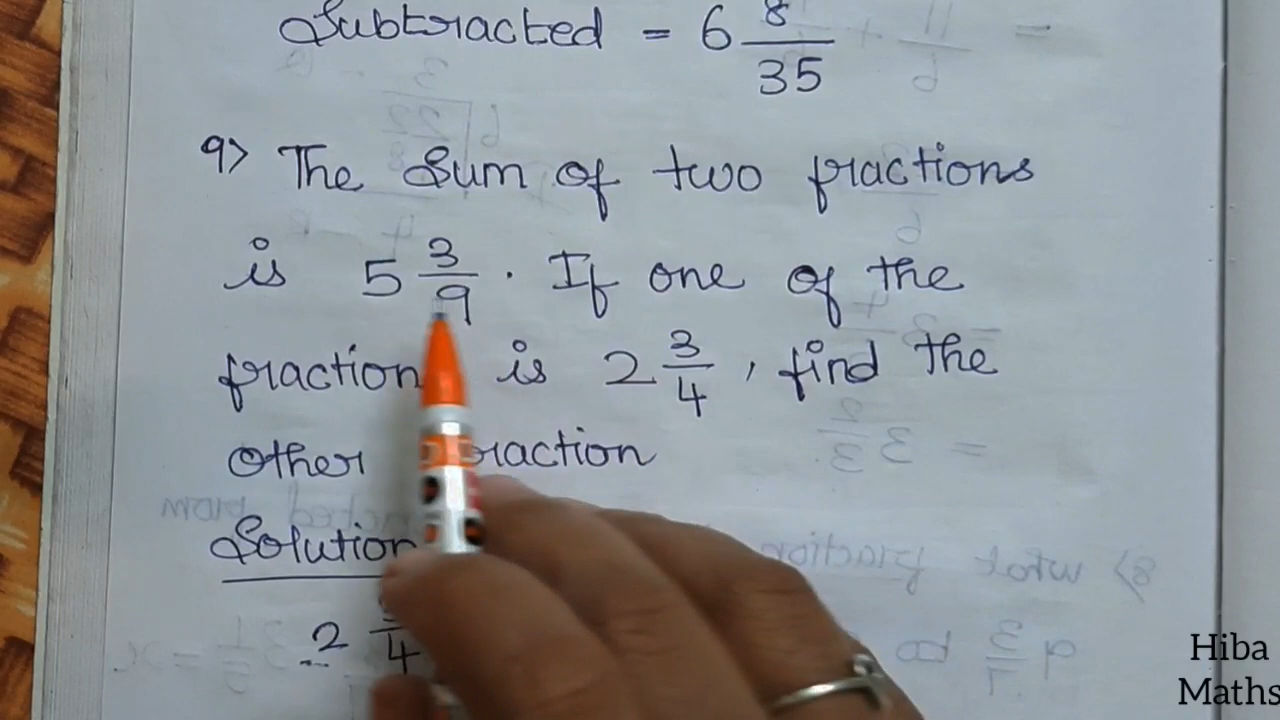 Subtracted = 6 8/35
9> The Sum of two fractions
is 5 3/9. If one of the
fraction is 2 3/4, find the
other fraction
Solution
2 3/4
Hiba
Maths